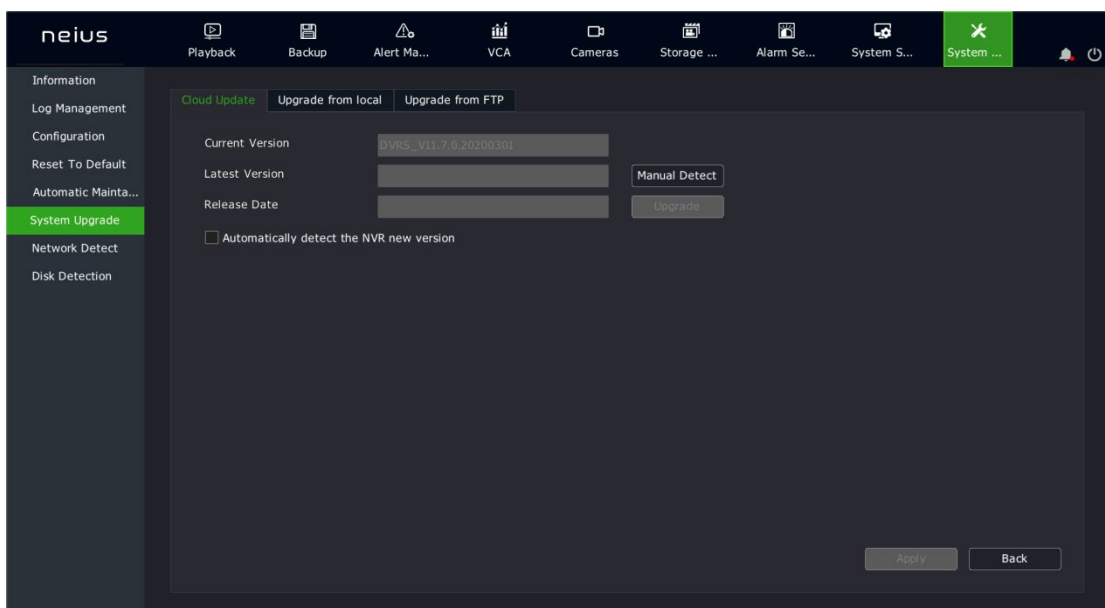 neius
Playback
Backup
Alert Ma...
VCA
Cameras
Storage ...
Alarm Se...
System S...
System ...
Information
Log Management
Configuration
Reset To Default
Automatic Mainta...
System Upgrade
Network Detect
Disk Detection
Cloud Update
Upgrade from local
Upgrade from FTP
Current Version
DVRS_V11.7.0.20200301
Latest Version
Manual Detect
Release Date
Upgrade
Automatically detect the NVR new version
Apply
Back